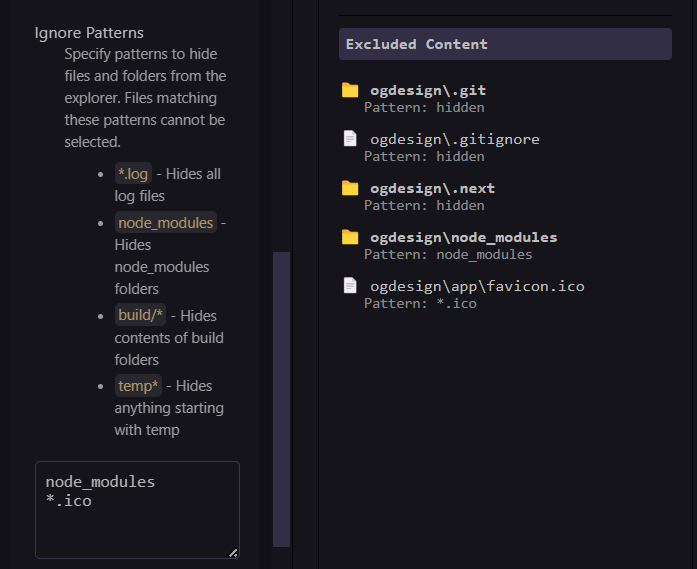 Ignore Patterns
Specify patterns to hide
files and folders from the
explorer. Files matching
these patterns cannot be
selected.
*.log - Hides all
log files
node_modules -
Hides
node_modules
folders
build/* - Hides
contents of build
folders
temp* - Hides
anything starting
with temp
node_modules
*.ico
Excluded Content
ogdesign\.git
Pattern: hidden
ogdesign\.gitignore
Pattern: hidden
ogdesign\.next
Pattern: hidden
ogdesign\node_modules
Pattern: node_modules
ogdesign\app\favicon.ico
Pattern: *.ico